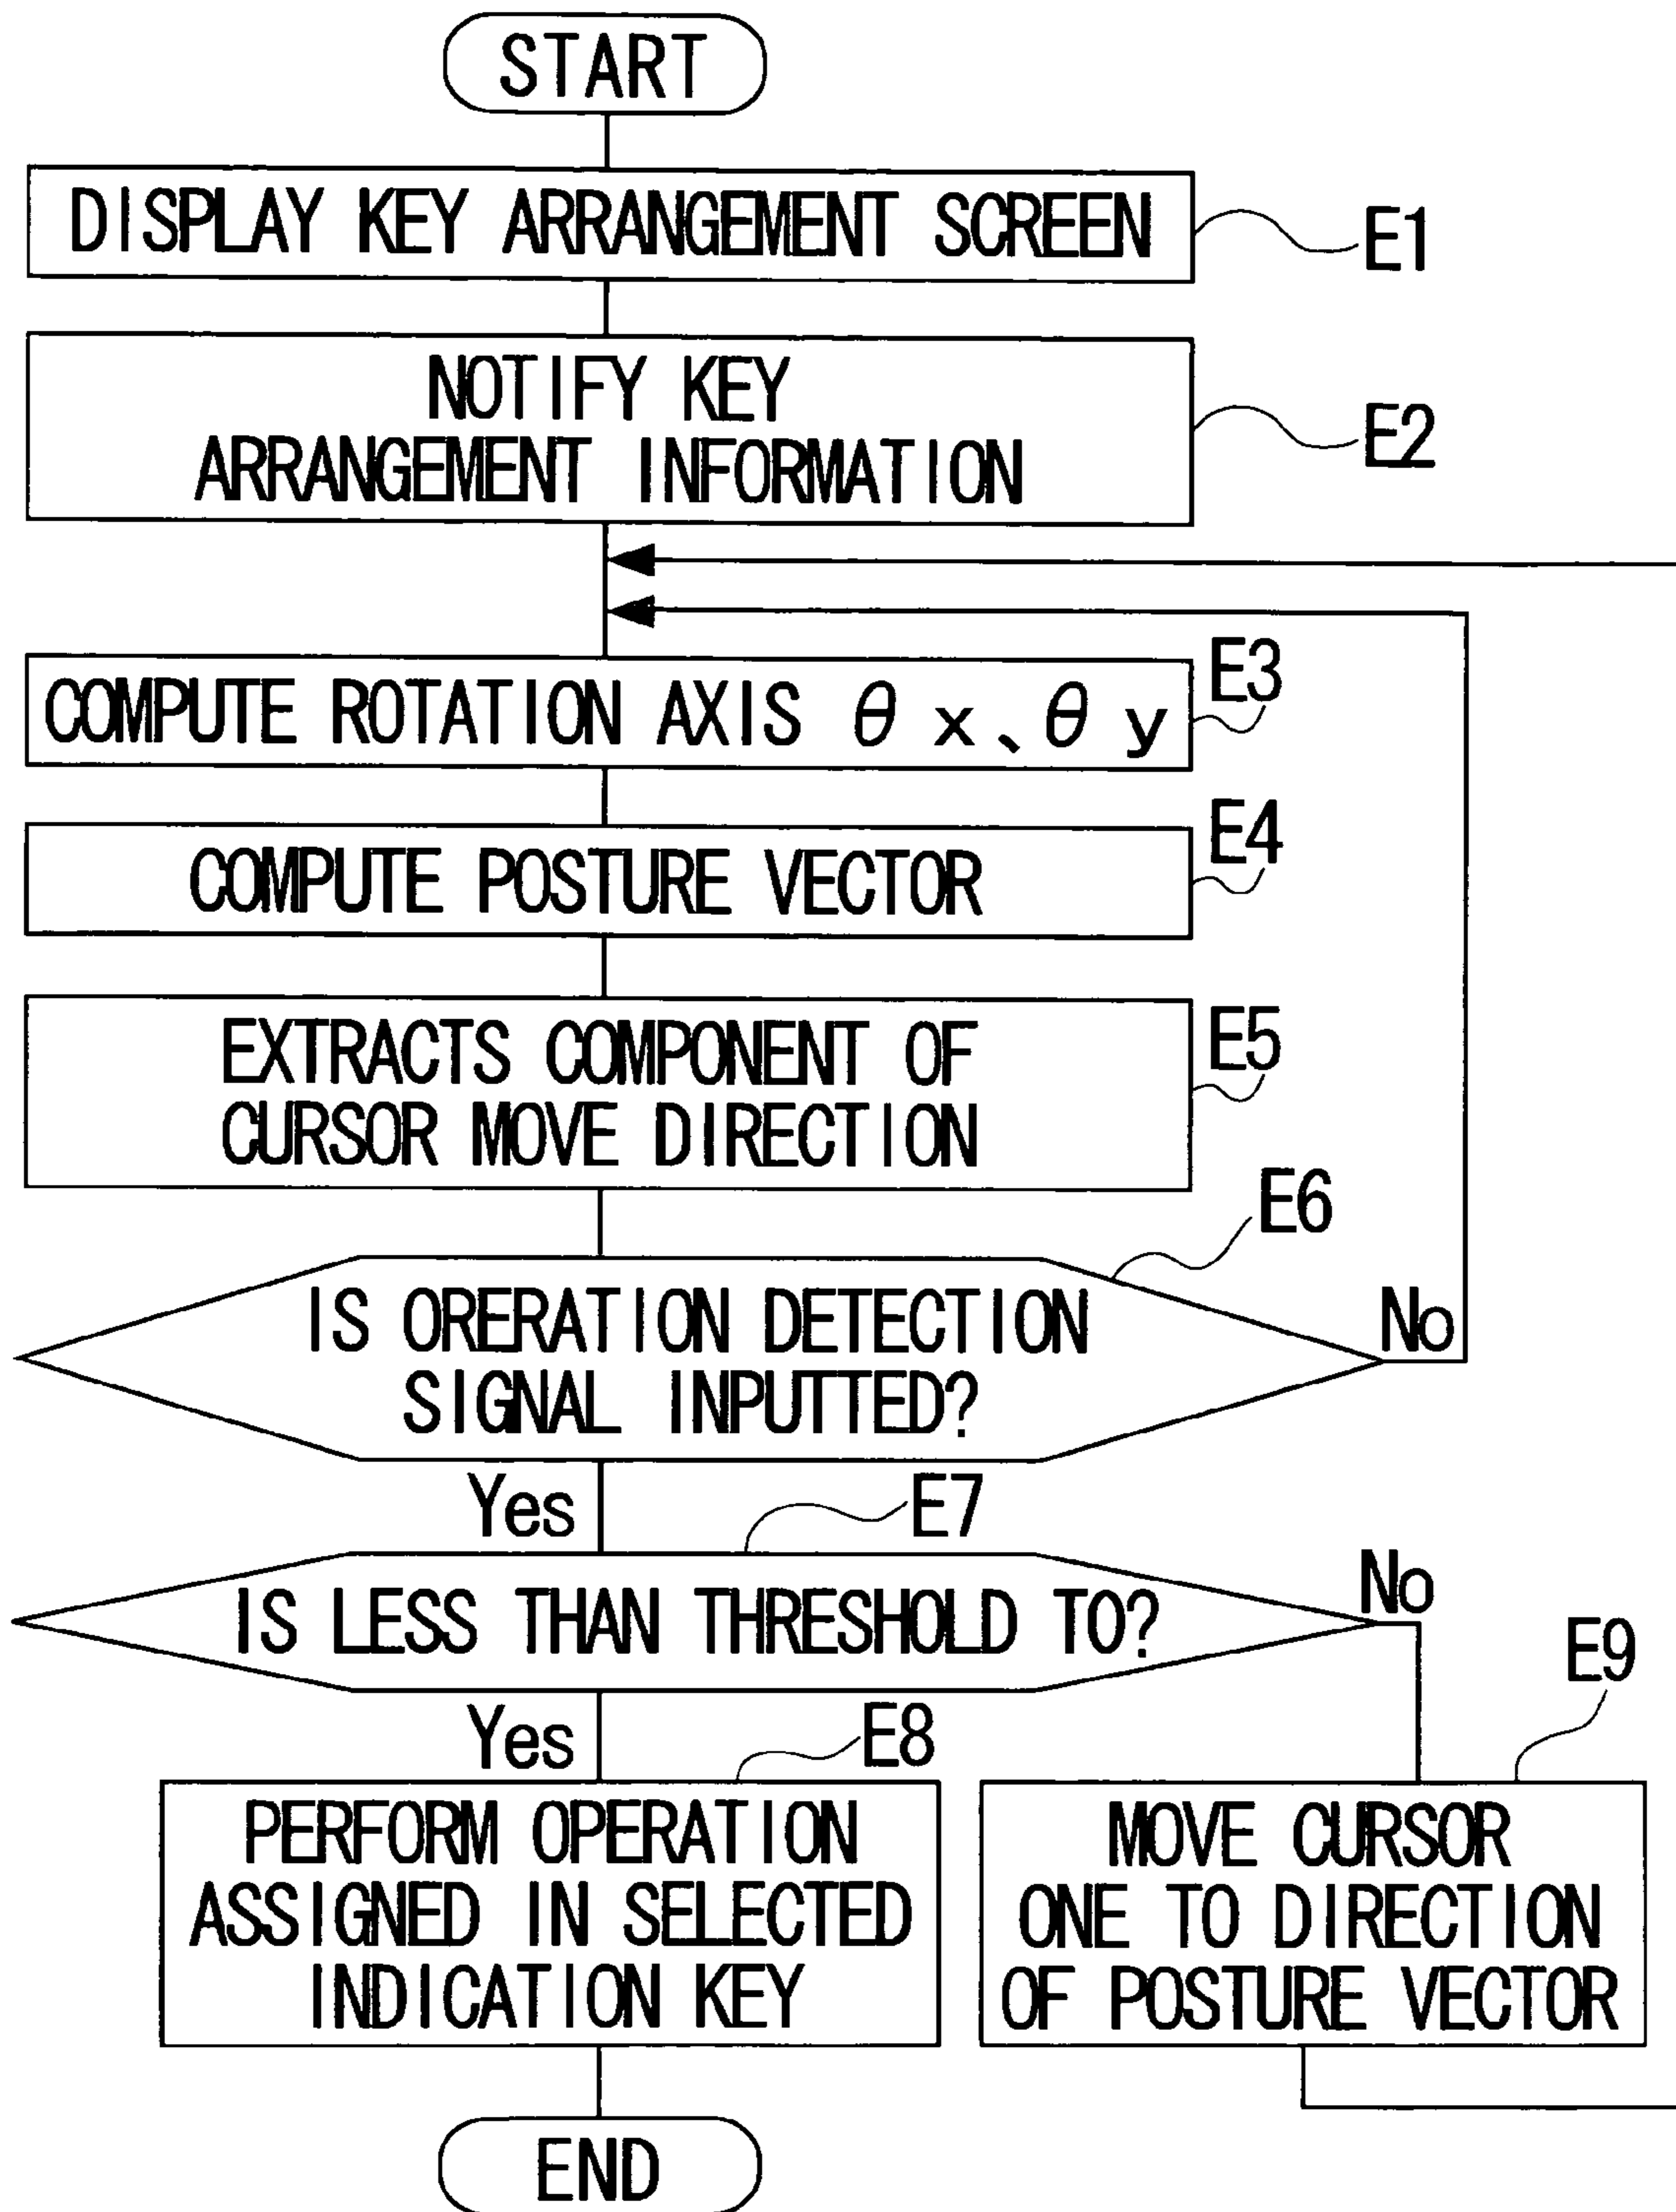 START
DISPLAY KEY ARRANGEMENT SCREEN
E1
NOTIFY KEY
ARRANGEMENT INFORMATION
E2
COMPUTE ROTATION AXIS θ x、θ y
E3
COMPUTE POSTURE VECTOR
E4
EXTRACTS COMPONENT OF
CURSOR MOVE DIRECTION
E5
E6
IS ORERATION DETECTION
SIGNAL INPUTTED?
No
Yes
E7
IS LESS THAN THRESHOLD TO?
No
Yes
E8
E9
PERFORM OPERATION
ASSIGNED IN SELECTED
INDICATION KEY
MOVE CURSOR
ONE TO DIRECTION
OF POSTURE VECTOR
END